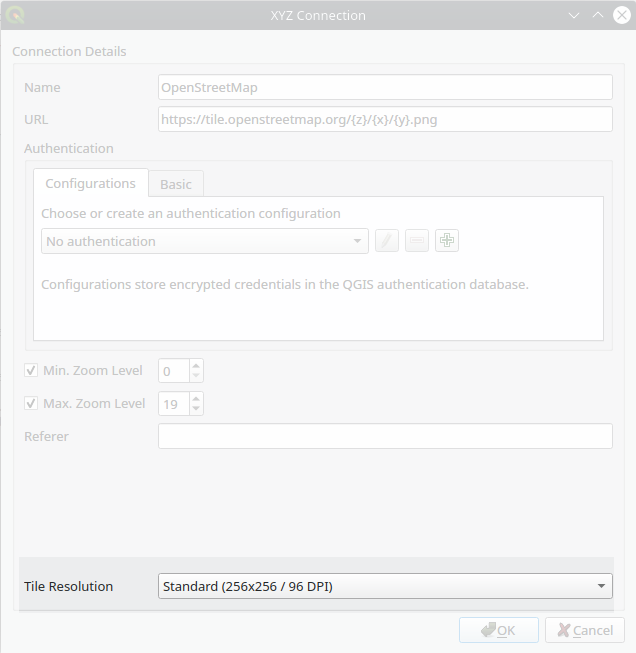 XYZ Connection
Connection Details
Name OpenStreetMap
URL https://tile.openstreetmap.org/{z}/{x}/{y}.png
Authentication
Configurations Basic
Choose or create an authentication configuration
No authentication
Configurations store encrypted credentials in the QGIS authentication database.
Min. Zoom Level 0
Max. Zoom Level 19
Referer
Tile Resolution Standard (256x256 / 96 DPI)
OK Cancel